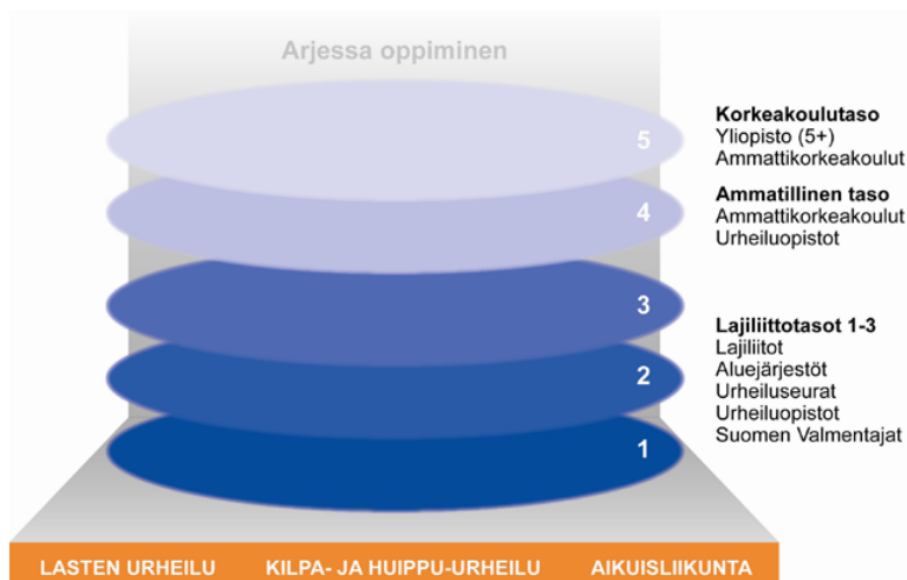 Arjessa oppiminen
5
Korkeakoulutaso
Yliopisto (5+)
Ammattikorkeakoulut
4
Ammatillinen taso
Ammattikorkeakoulut
Urheiluopistot
3
2
1
Lajiliittotasot 1-3
Lajiliitot
Aluejärjestöt
Urheiluseurat
Urheiluopistot
Suomen Valmentajat
LASTEN URHEILU KILPA- JA HUIPPU-URHEILU AIKUISLIIKUNTA